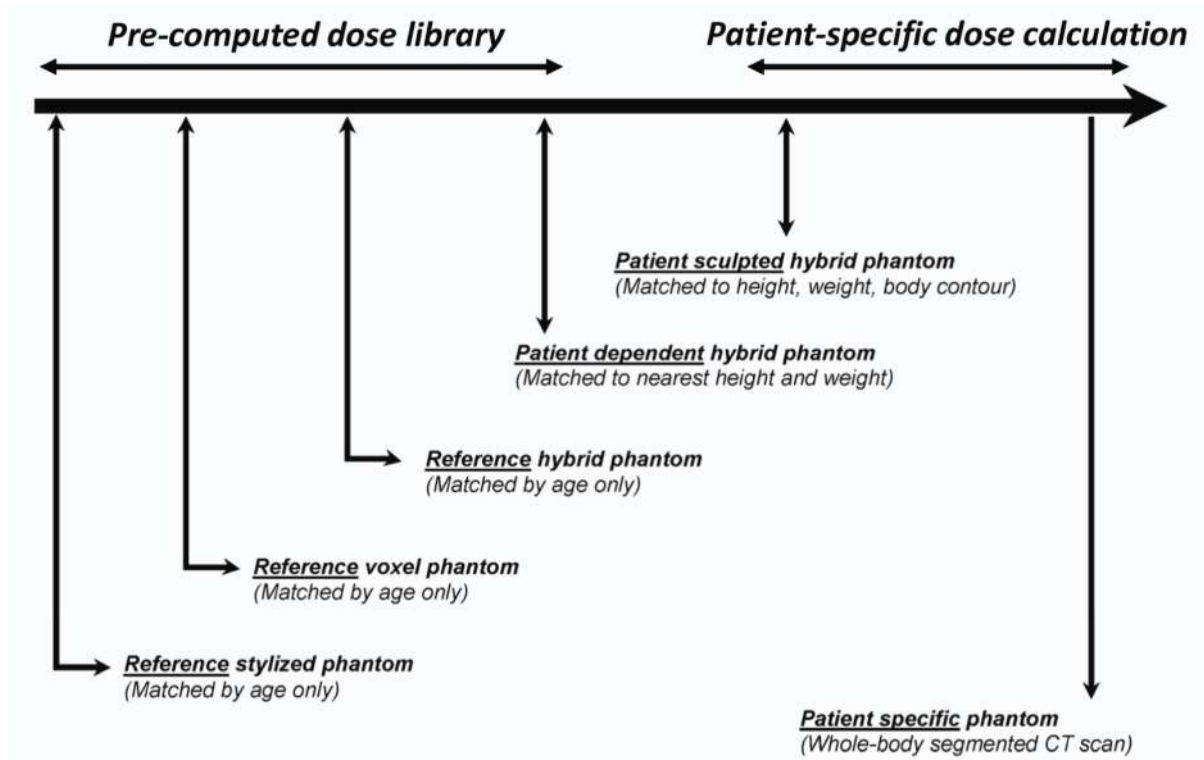 Pre-computed dose library
Patient-specific dose calculation
Patient sculpted hybrid phantom
(Matched to height, weight, body contour)
Patient dependent hybrid phantom
(Matched to nearest height and weight)
Reference hybrid phantom
(Matched by age only)
Reference voxel phantom
(Matched by age only)
Reference stylized phantom
(Matched by age only)
Patient specific phantom
(Whole-body segmented CT scan)